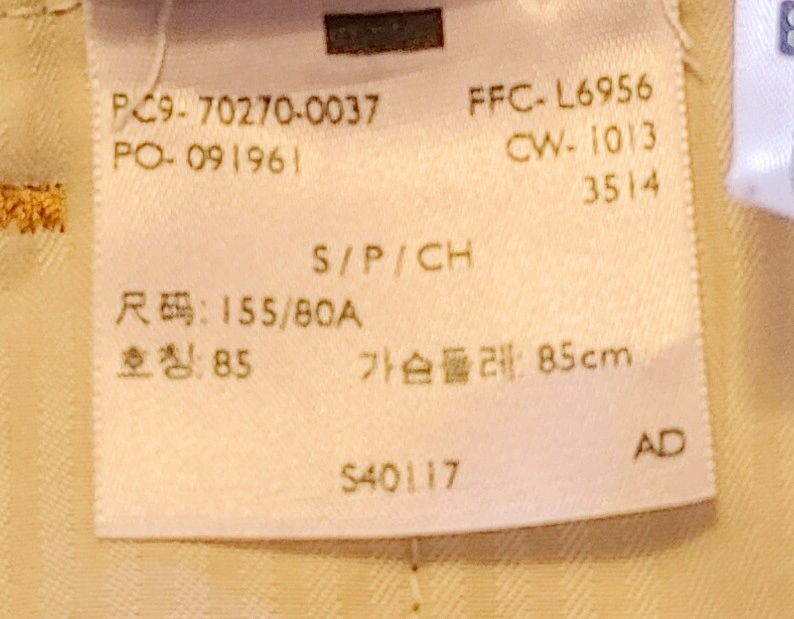 PC9- 70270-0037 FFC- L6956
PO- 091961 CW- 1013
3514
S / P / CH
尺码: 155/80A
호칭: 85 가슴둘레: 85cm
AD
S40117